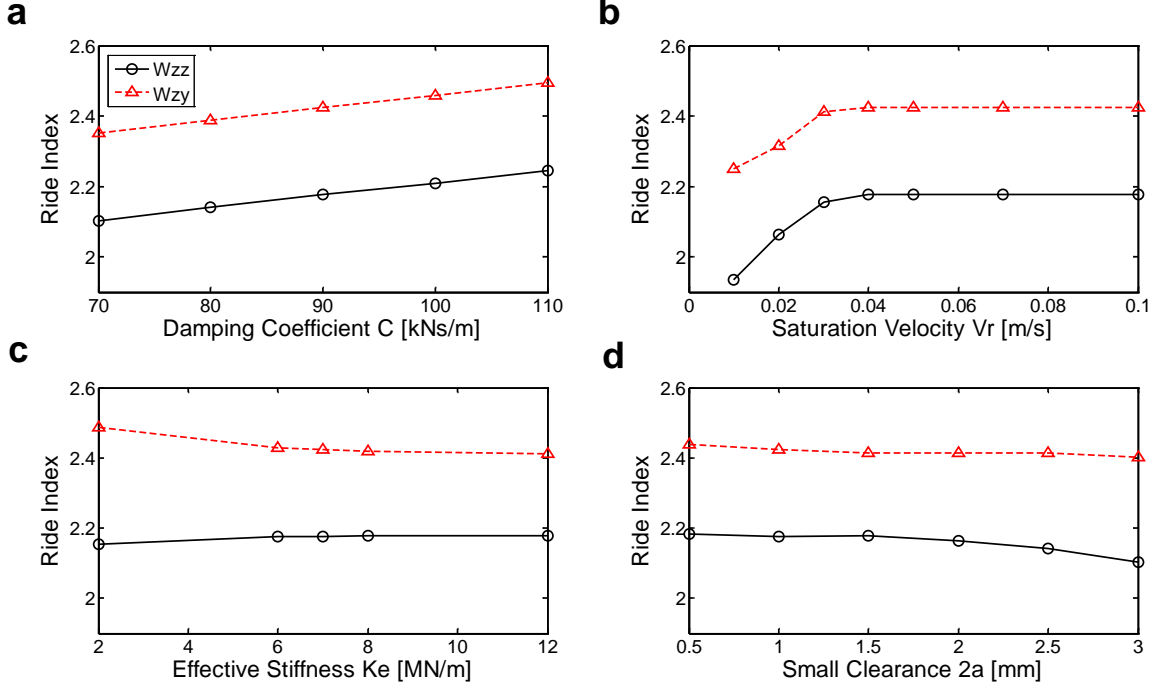 a
2.6
2.4
2.2
2
Ride Index
Wzz
Wzy
70 80 90 100 110
Damping Coefficient C [kNs/m]
b
2.6
2.4
2.2
2
Ride Index
0 0.02 0.04 0.06 0.08 0.1
Saturation Velocity Vr [m/s]
c
2.6
2.4
2.2
2
Ride Index
2 4 6 8 10 12
Effective Stiffness Ke [MN/m]
d
2.6
2.4
2.2
2
Ride Index
0.5 1 1.5 2 2.5 3
Small Clearance 2a [mm]